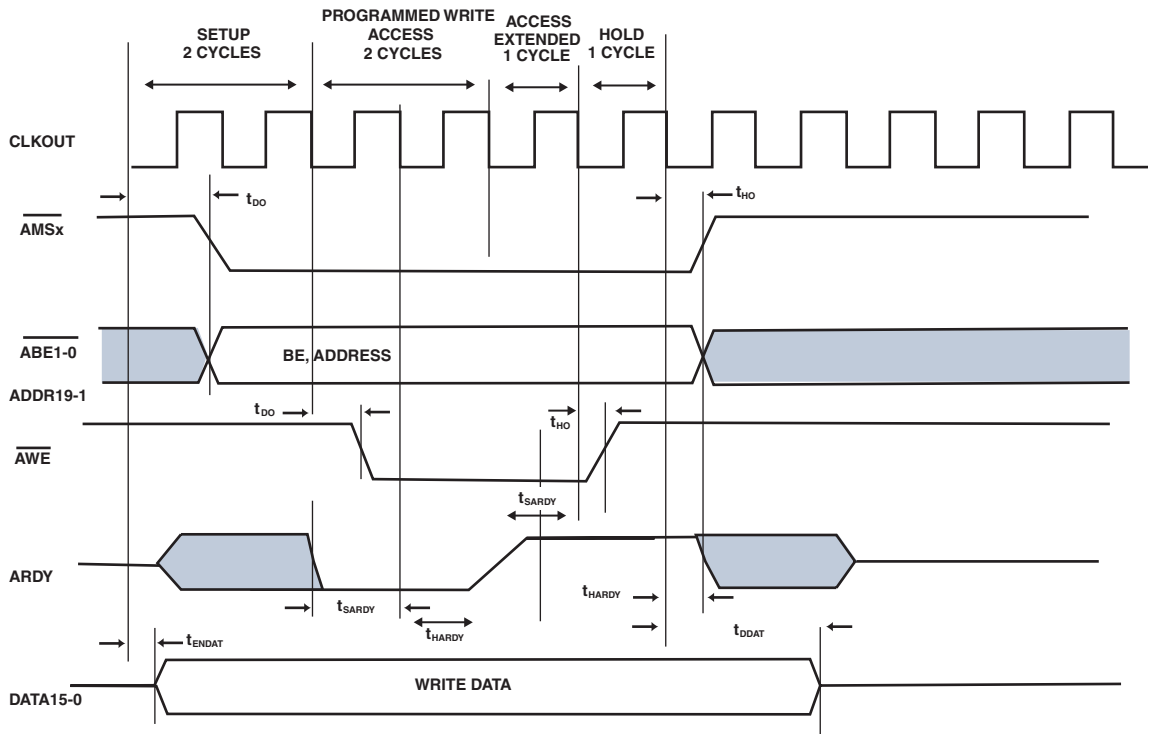 SETUP
2 CYCLES
PROGRAMMED WRITE
ACCESS
2 CYCLES
ACCESS
EXTENDED
1 CYCLE
HOLD
1 CYCLE
CLKOUT
tDO
tHO
AMSx
ABE1-0
BE, ADDRESS
ADDR19-1
tDO
tHO
AWE
tSARDY
ARDY
tSARDY
tHARDY
tHARDY
tENDAT
tDDAT
DATA15-0
WRITE DATA